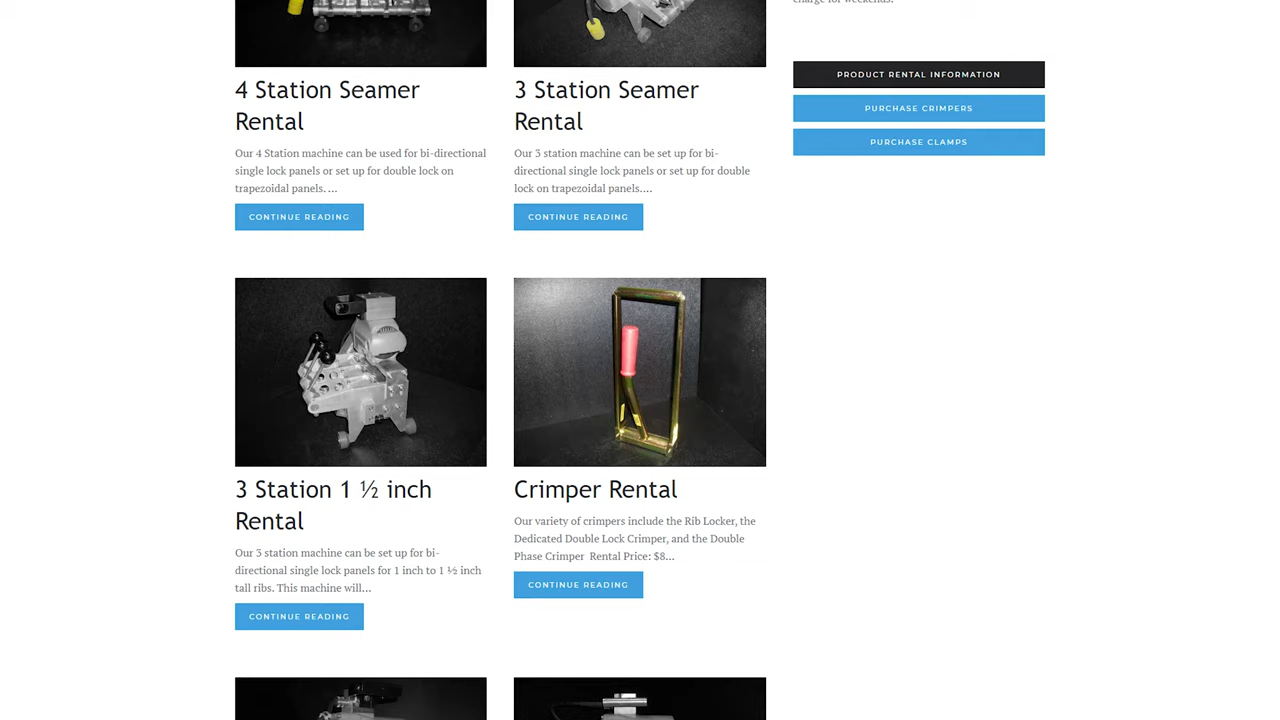 charge for weekends.
PRODUCT RENTAL INFORMATION
PURCHASE CRIMPERS
PURCHASE CLAMPS
4 Station Seamer
Rental
Our 4 Station machine can be used for bi-directional
single lock panels or set up for double lock on
trapezoidal panels. ...
CONTINUE READING
3 Station Seamer
Rental
Our 3 station machine can be set up for bi-
directional single lock panels or set up for double
lock on trapezoidal panels....
CONTINUE READING
3 Station 1 ½ inch
Rental
Our 3 station machine can be set up for bi-
directional single lock panels for 1 inch to 1 ½ inch
tall ribs. This machine will...
CONTINUE READING
Crimper Rental
Our variety of crimpers include the Rib Locker, the
Dedicated Double Lock Crimper, and the Double
Phase Crimper  Rental Price: $8...
CONTINUE READING